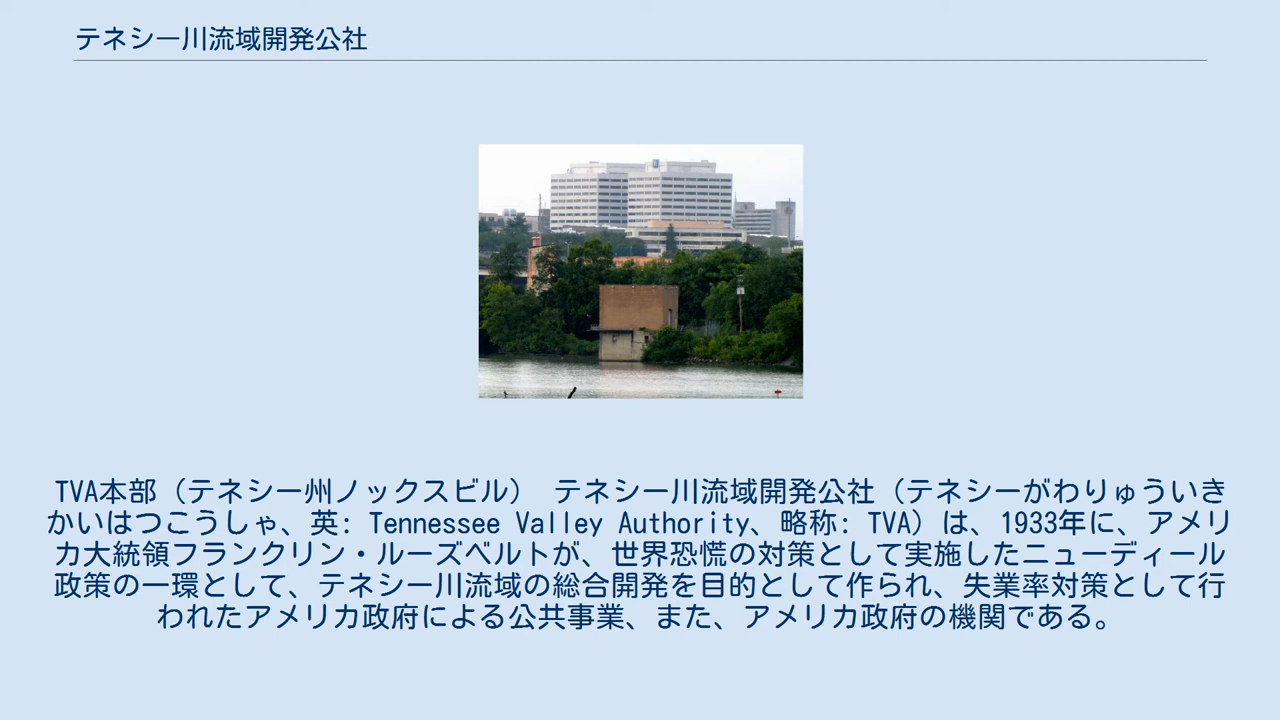 テネシー川流域開発公社
TVA本部（テネシー州ノックスビル） テネシー川流域開発公社（テネシーがわりゅういき
かいはつこうしゃ、英: Tennessee Valley Authority、略称: TVA）は、1933年に、アメリ
カ大統領フランクリン・ルーズベルトが、世界恐慌の対策として実施したニューディール
政策の一環として、テネシー川流域の総合開発を目的として作られ、失業率対策として行
われたアメリカ政府による公共事業、また、アメリカ政府の機関である。